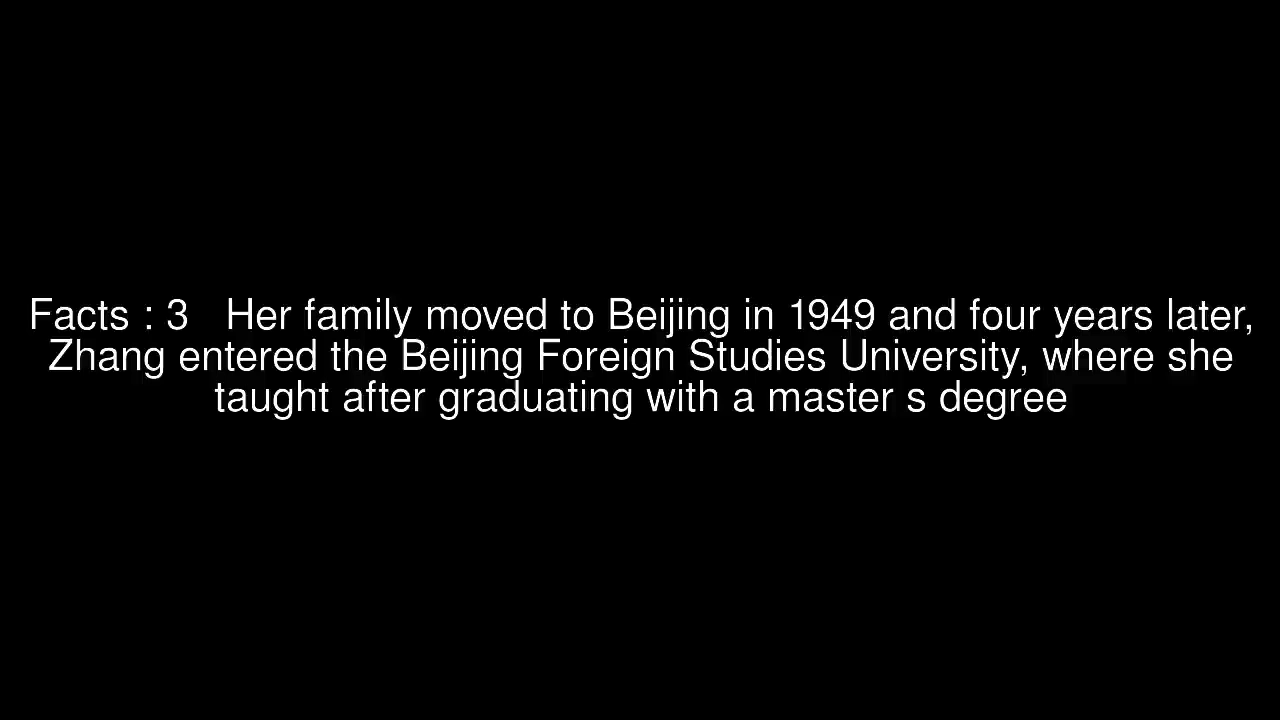 Facts : 3   Her family moved to Beijing in 1949 and four years later,
Zhang entered the Beijing Foreign Studies University, where she
taught after graduating with a master s degree